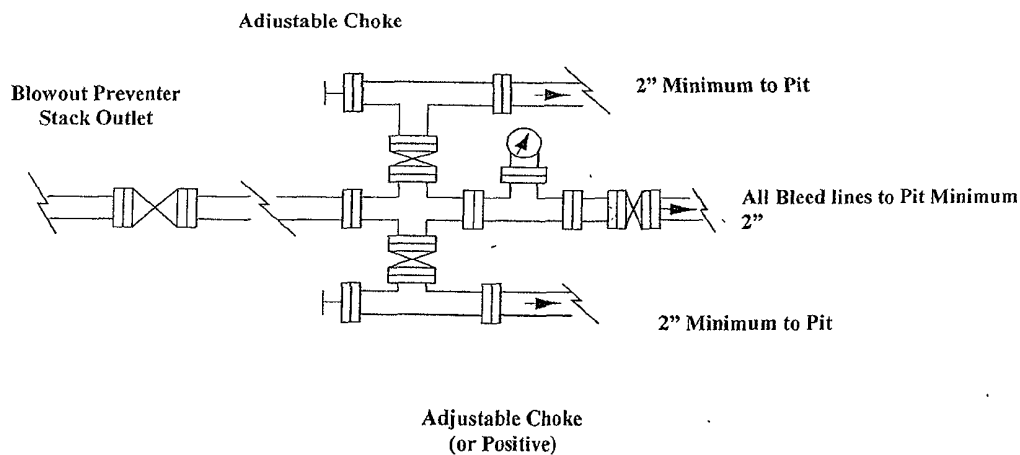 Adjustable Choke
2” Minimum to Pit
Blowout Preventer
Stack Outlet
All Bleed lines to Pit Minimum
2”
2” Minimum to Pit
Adjustable Choke
(or Positive)